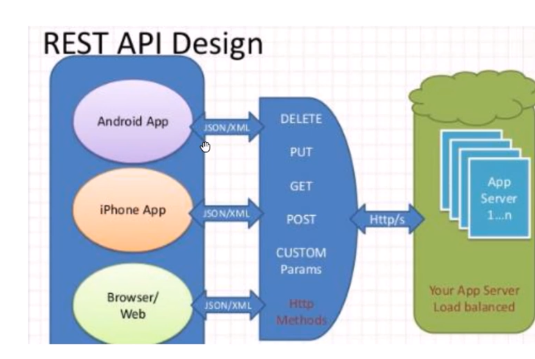 REST API Design
Android App
JSON/XML
iPhone App
JSON/XML
Browser/
Web
JSON/XML
DELETE
PUT
GET
POST
CUSTOM
Params
Http
Methods
Http/s
App
Server
1...n
Your App Server
Load balanced